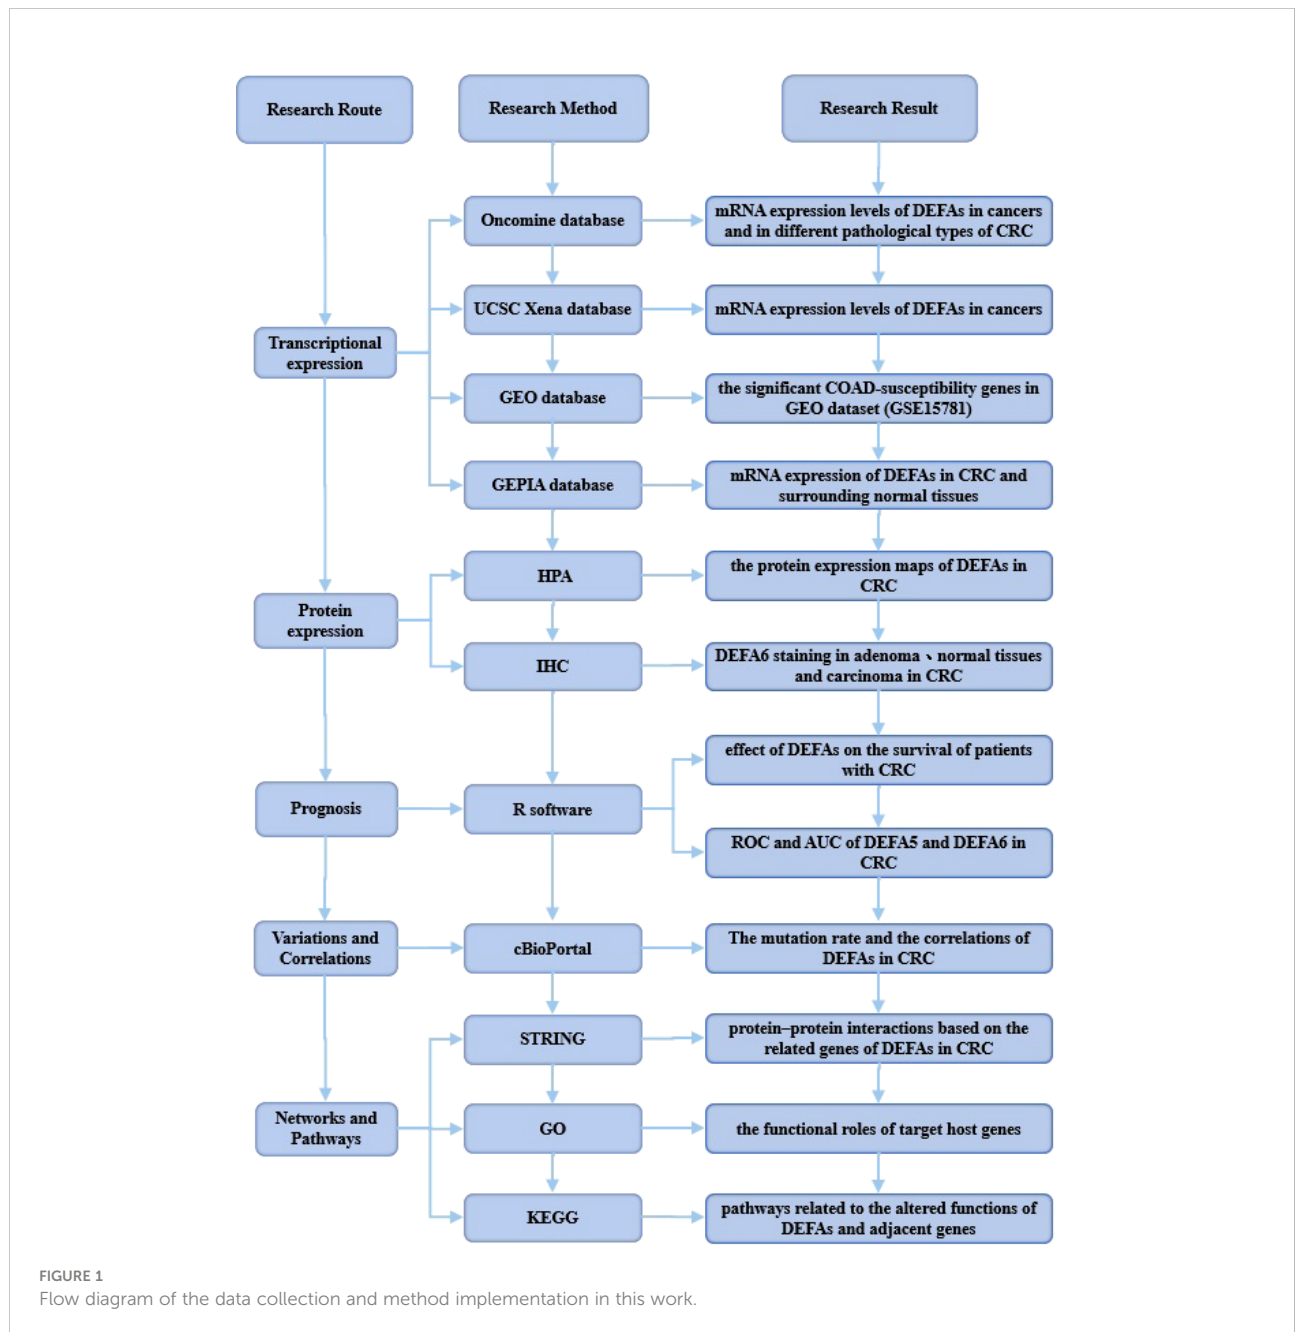 Research Route
Research Method
Research Result
Oncomine database
mRNA expression levels of DEFAs in cancers
and in different pathological types of CRC
UCSC Xena database
mRNA expression levels of DEFAs in cancers
Transcriptional
expression
GEO database
the significant COAD-susceptibility genes in
GEO dataset (GSE15781)
GEPIA database
mRNA expression of DEFAs in CRC and
surrounding normal tissues
HPA
the protein expression maps of DEFAs in
CRC
Protein
expression
IHC
DEFA6 staining in adenoma、normal tissues
and carcinoma in CRC
effect of DEFAs on the survival of patients
with CRC
Prognosis
R software
ROC and AUC of DEFA5 and DEFA6 in
CRC
Variations and
Correlations
cBioPortal
The mutation rate and the correlations of
DEFAs in CRC
STRING
protein–protein interactions based on the
related genes of DEFAs in CRC
Networks and
Pathways
GO
the functional roles of target host genes
KEGG
pathways related to the altered functions of
DEFAs and adjacent genes
FIGURE 1
Flow diagram of the data collection and method implementation in this work.